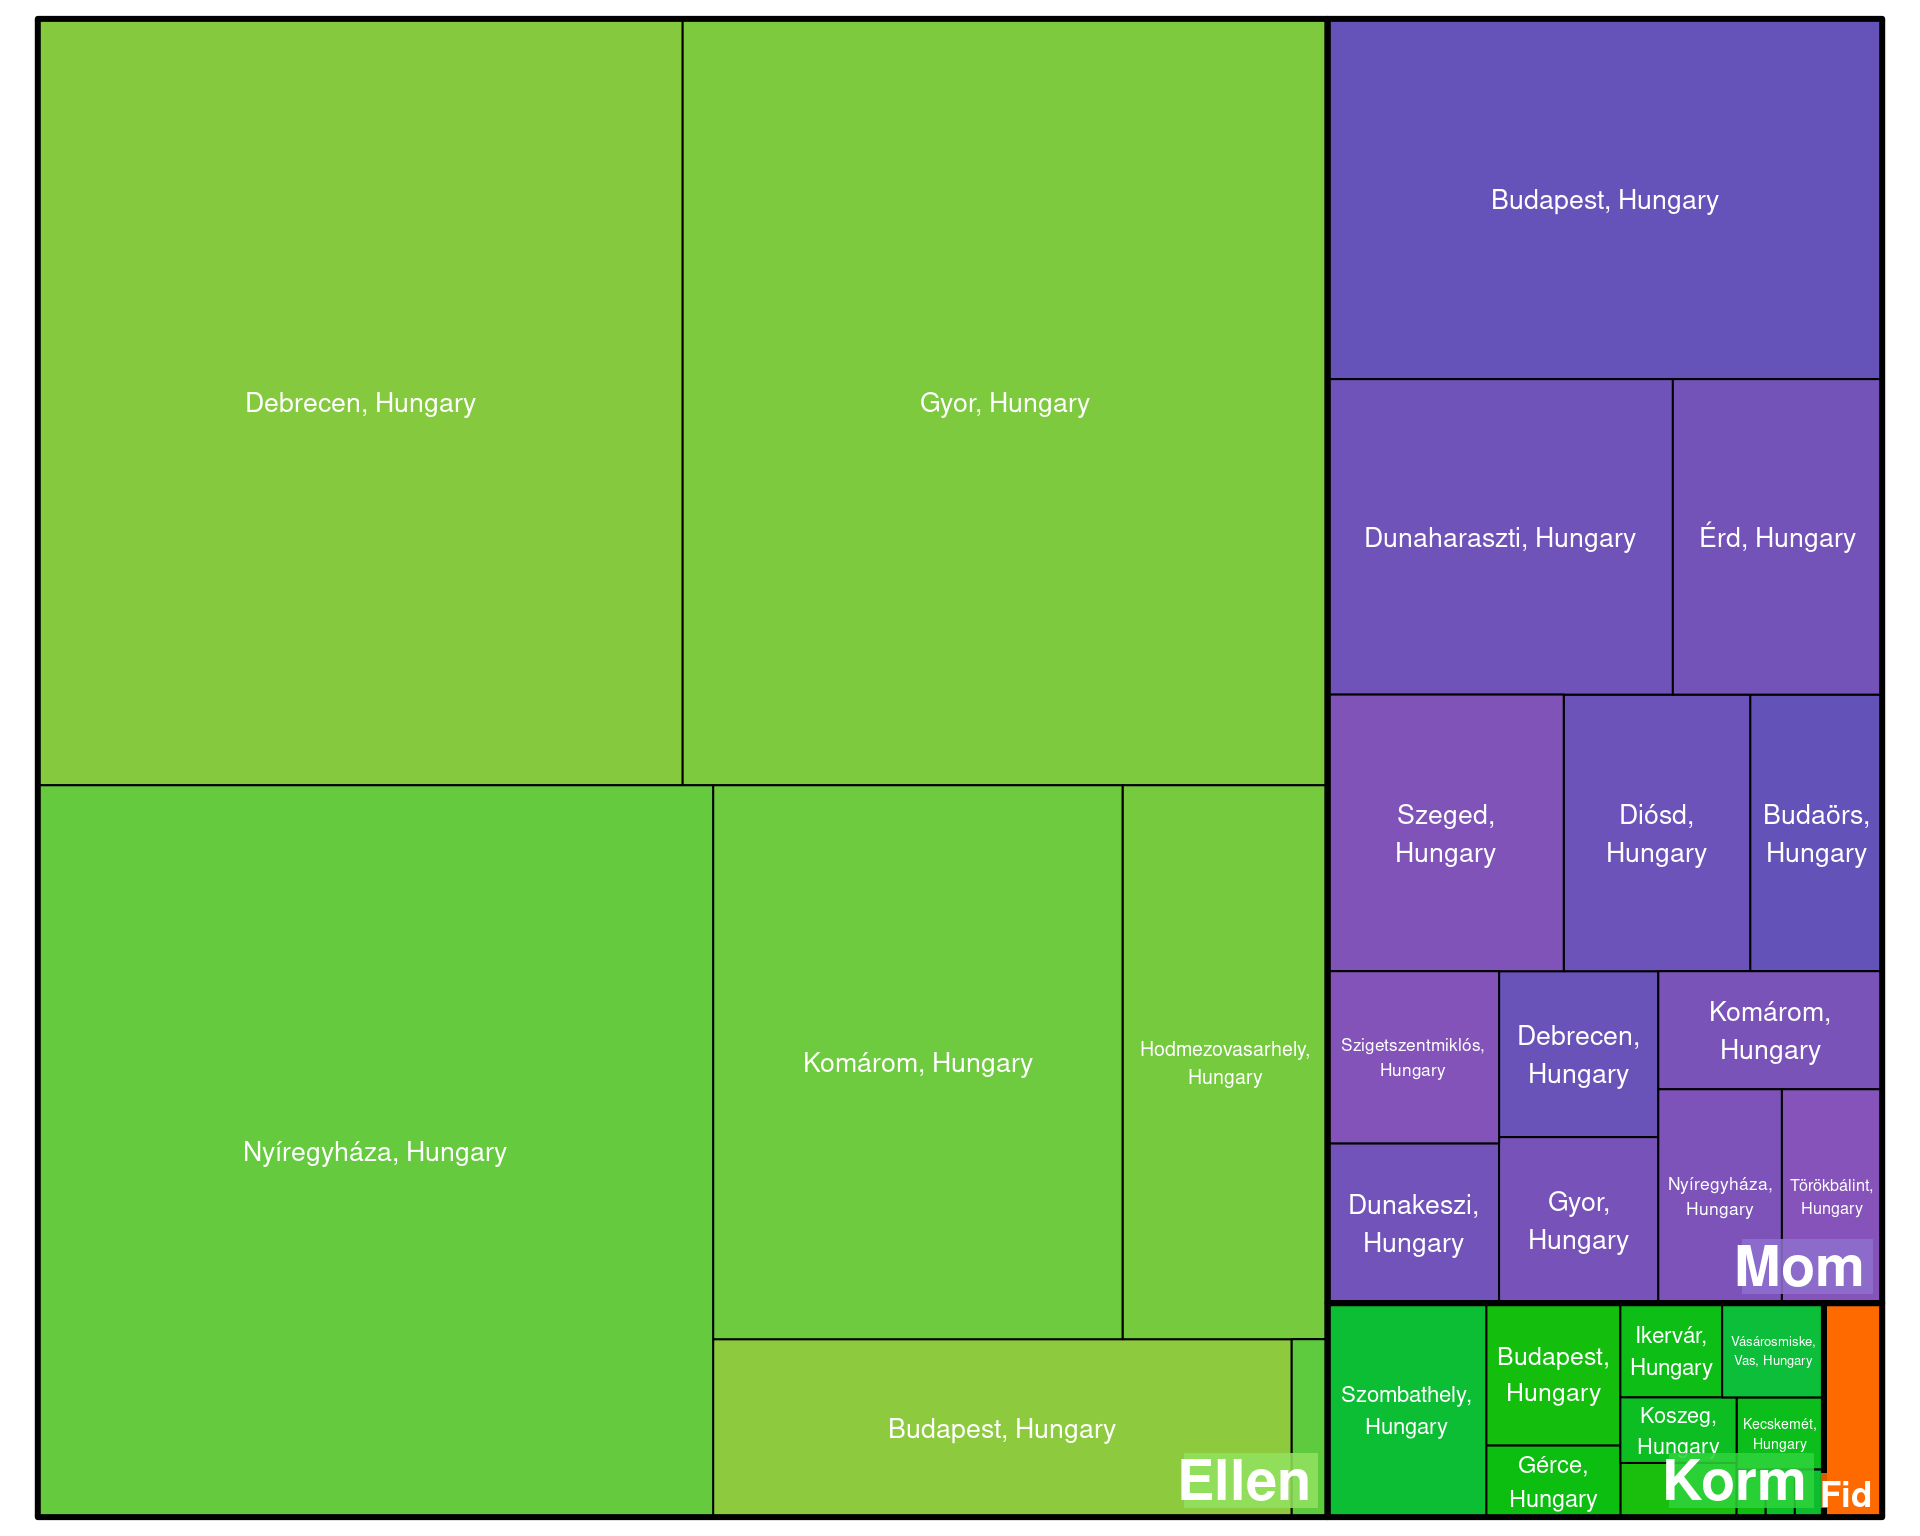 Debrecen, Hungary
Gyor, Hungary
Nyíregyháza, Hungary
Komárom, Hungary
Hodmezovasarhely,
Hungary
Budapest, Hungary
Ellen
Budapest, Hungary
Dunaharaszti, Hungary
Érd, Hungary
Szeged,
Hungary
Diósd,
Hungary
Budaörs,
Hungary
Szigetszentmiklós,
Hungary
Debrecen,
Hungary
Komárom,
Hungary
Dunakeszi,
Hungary
Gyor,
Hungary
Nyíregyháza,
Hungary
Törökbálint,
Hungary
Mom
Szombathely,
Hungary
Budapest,
Hungary
Gérce,
Hungary
Ikervár,
Hungary
Vásárosmiske,
Vas, Hungary
Koszeg,
Hungary
Kecskemét,
Hungary
Korm
Fid